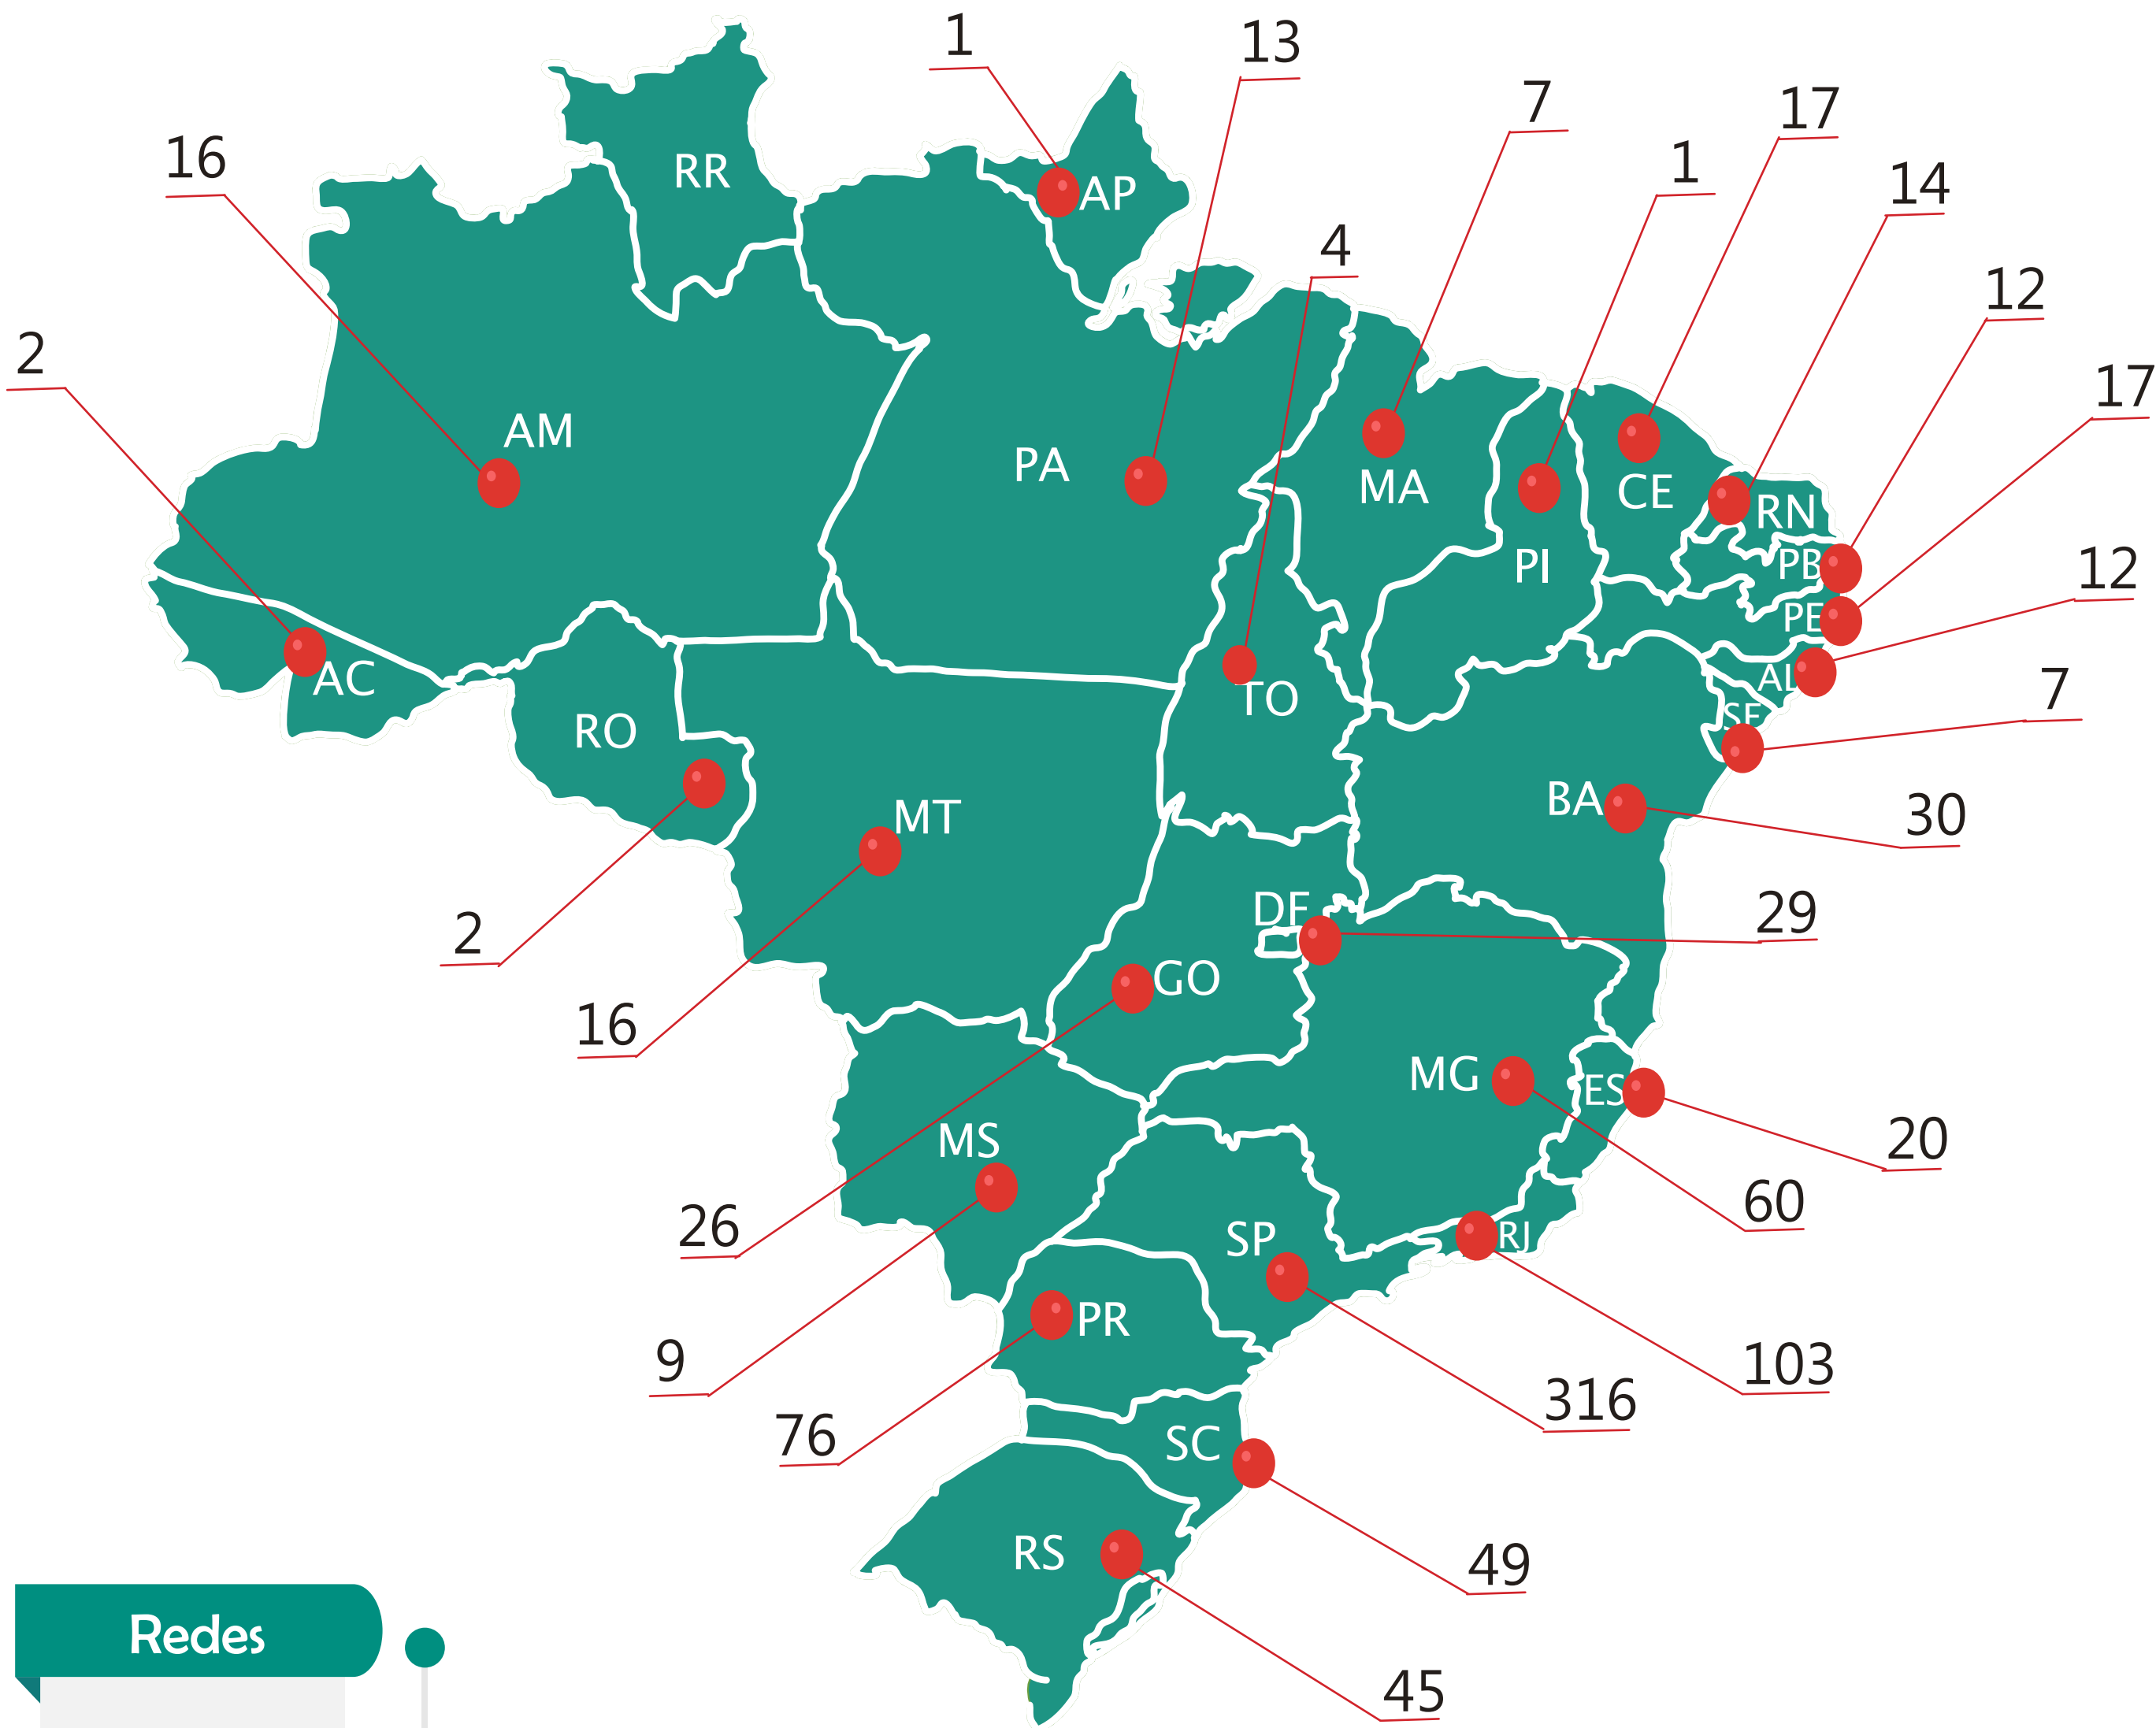 1
13
7
17
1
14
16
RR
AP
4
12
2
17
AM
PA
MA
CE
RN
PI
PB
12
PE
AC
TO
AL
7
RO
SE
MT
BA
30
DF
29
2
GO
16
MG
ES
MS
20
26
60
SP
RJ
PR
9
103
316
76
SC
RS
49
Redes
45